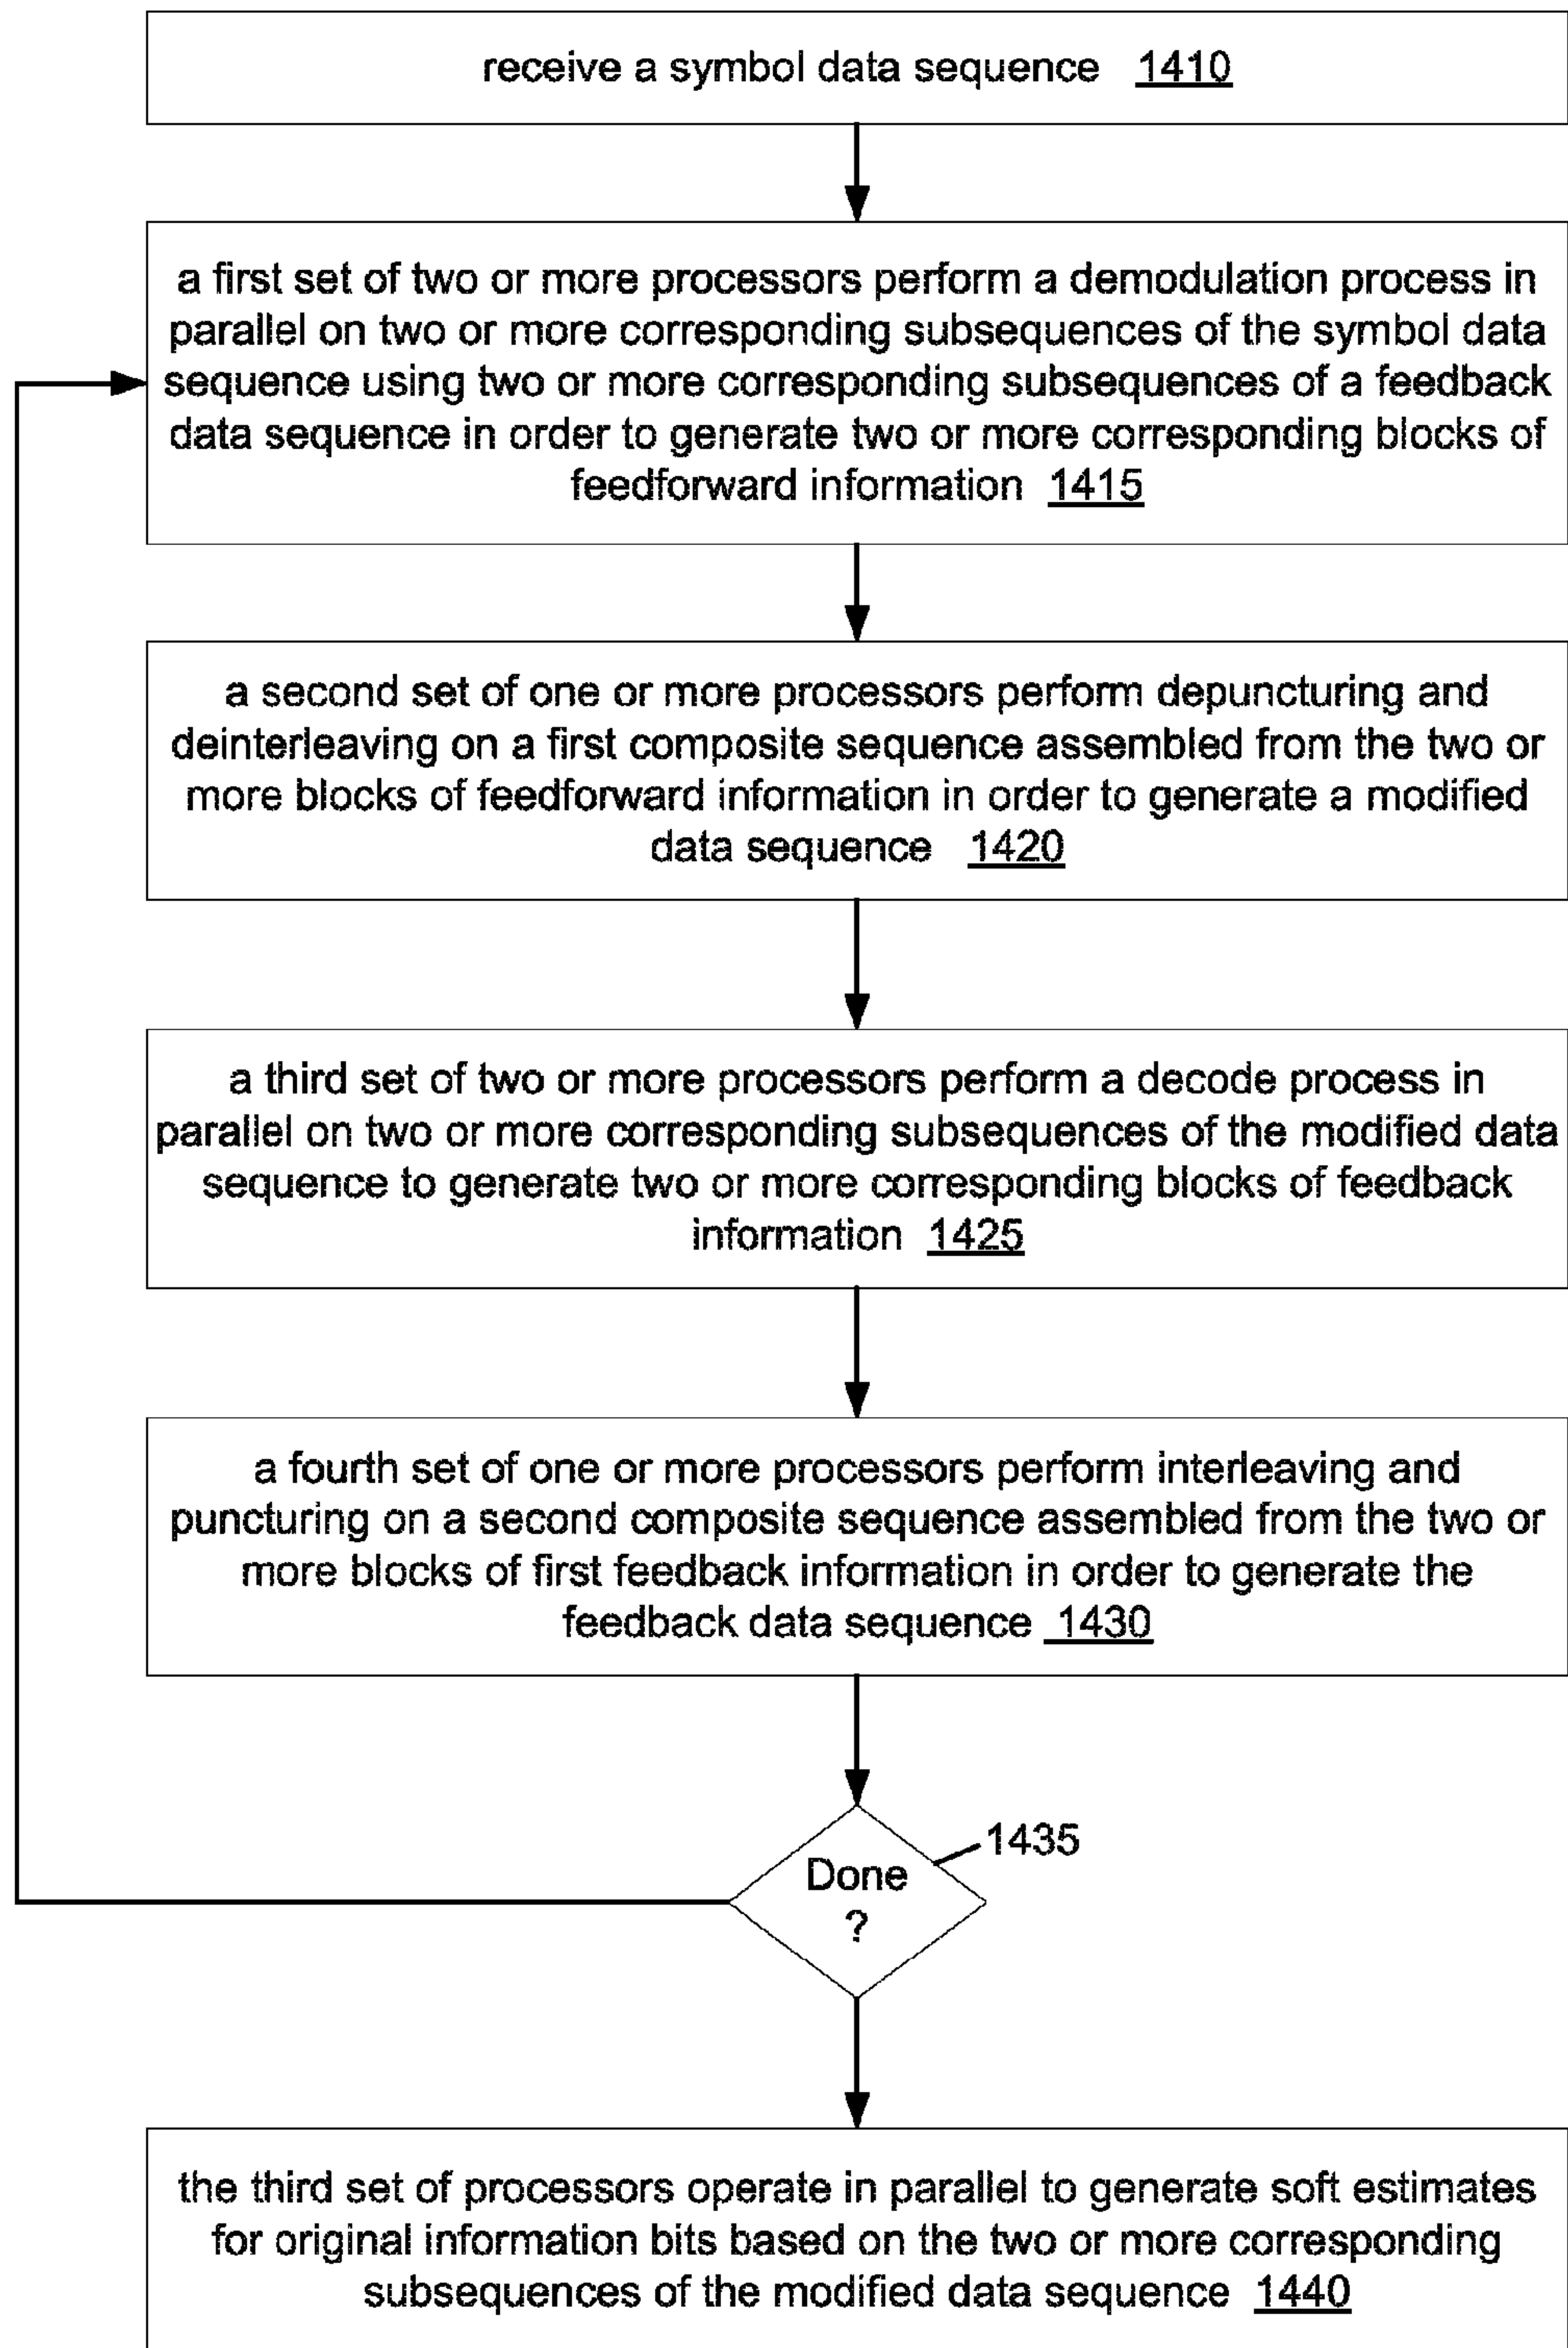 receive a symbol data sequence 1410
a first set of two or more processors perform a demodulation process in
parallel on two or more corresponding subsequences of the symbol data
sequence using two or more corresponding subsequences of a feedback
data sequence in order to generate two or more corresponding blocks of
feedforward information 1415
a second set of one or more processors perform depuncturing and
deinterleaving on a first composite sequence assembled from the two or
more blocks of feedforward information in order to generate a modified
data sequence 1420
a third set of two or more processors perform a decode process in
parallel on two or more corresponding subsequences of the modified data
sequence to generate two or more corresponding blocks of feedback
information 1425
a fourth set of one or more processors perform interleaving and
puncturing on a second composite sequence assembled from the two or
more blocks of first feedback information in order to generate the
feedback data sequence 1430
1435
Done
?
the third set of processors operate in parallel to generate soft estimates
for original information bits based on the two or more corresponding
subsequences of the modified data sequence 1440